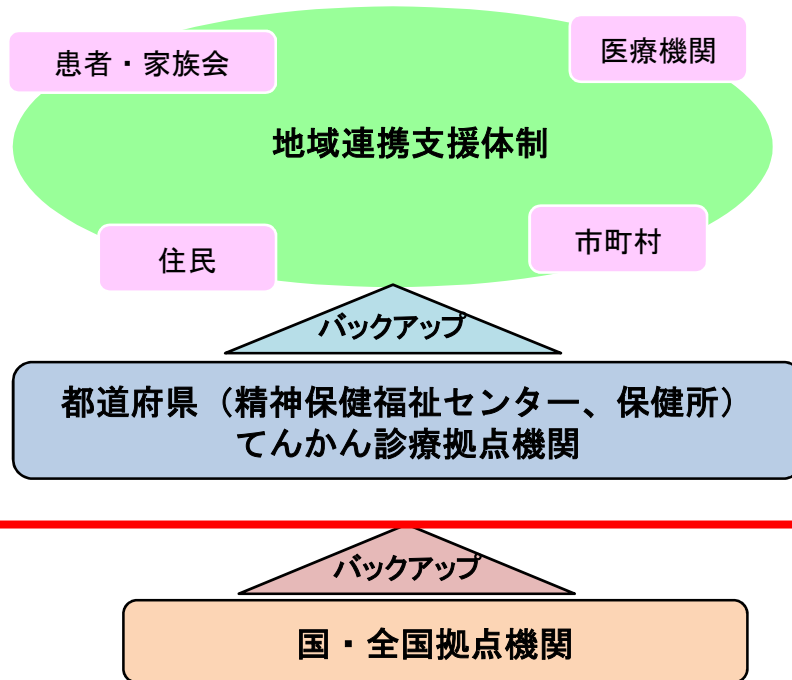 患者・家族会
医療機関
地域連携支援体制
住民
市町村
バックアップ
都道府県（精神保健福祉センター、保健所）
てんかん診療拠点機関
バックアップ
国・全国拠点機関